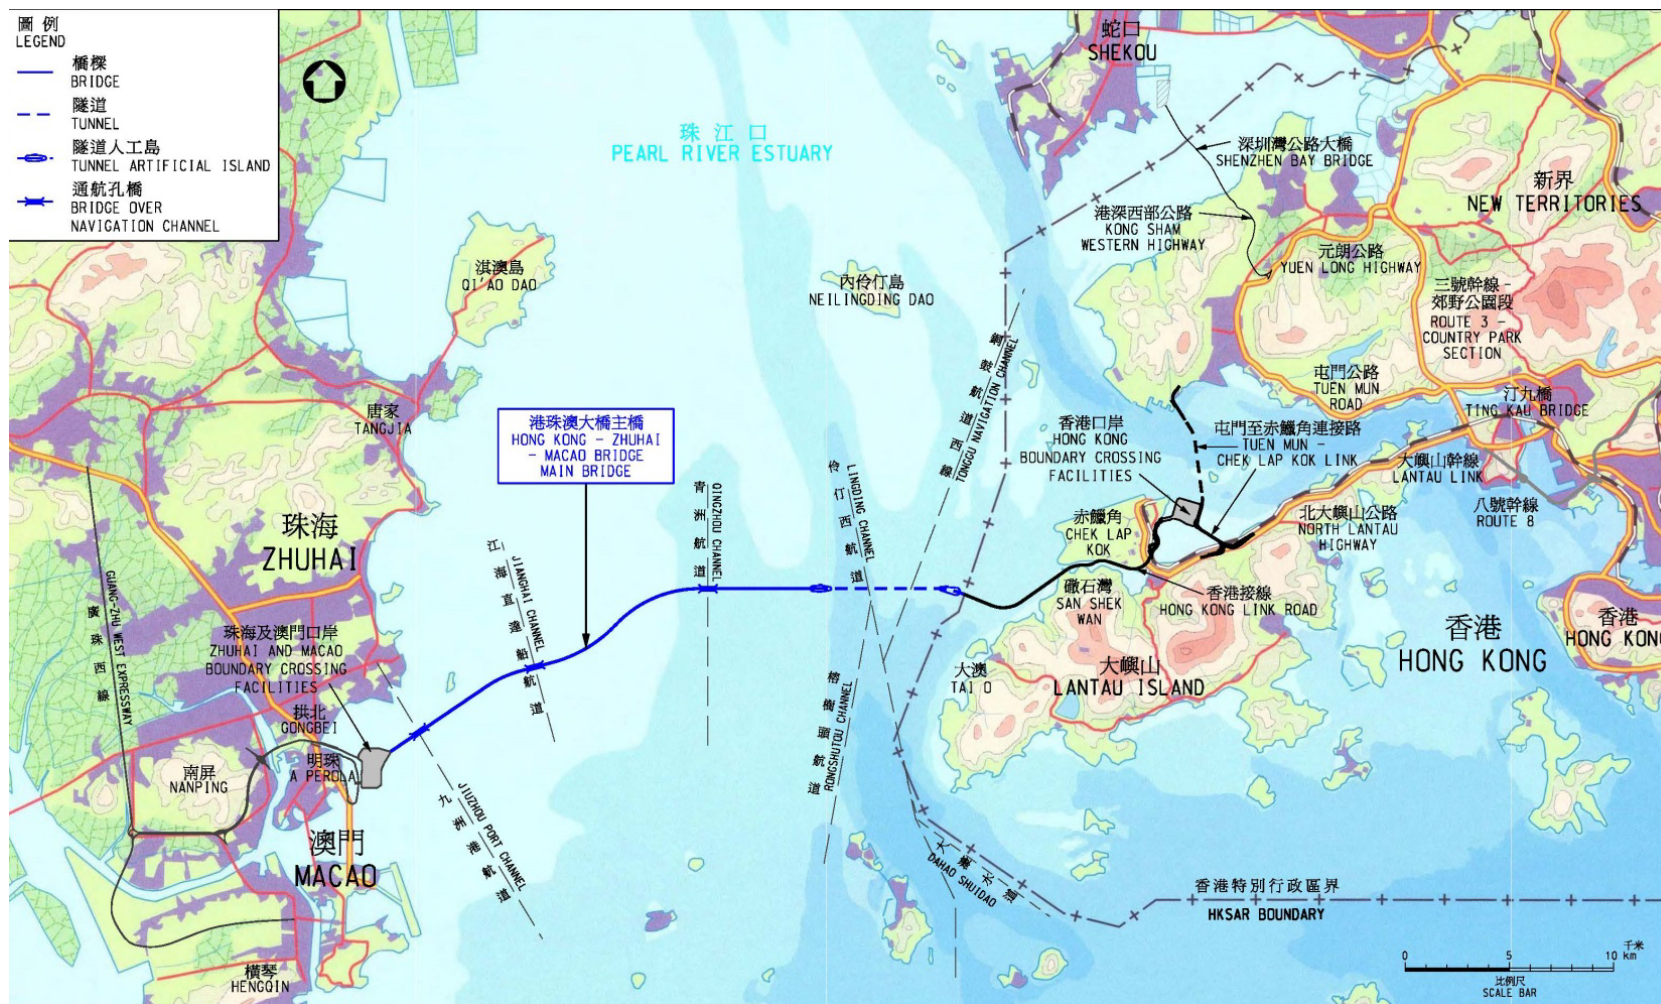 圖例
LEGEND
橋樑
BRIDGE
隧道
TUNNEL
隧道人工島
TUNNEL ARTIFICIAL ISLAND
通航孔橋
BRIDGE OVER
NAVIGATION CHANNEL
蛇口
SHEKOU
珠江口
PEARL RIVER ESTUARY
深圳灣公路大橋
SHENZHEN BAY BRIDGE
新界
NEW TERRITORIES
港深西部公路
KONG SHAM
WESTERN HIGHWAY
元朗公路
YUEN LONG HIGHWAY
淇澳島
QI'AO DAO
內伶仃島
NEILINGDING DAO
三號幹線 -
郊野公園段
ROUTE 3 -
COUNTRY PARK
SECTION
銅鼓航道西線
TONGGU NAVIGATION CHANNEL
屯門公路
TUEN MUN
ROAD
汀九橋
TING KAU BRIDGE
唐家
TANGJIA
港珠澳大橋主橋
HONG KONG - ZHUHAI
- MACAO BRIDGE
MAIN BRIDGE
香港口岸
HONG KONG
BOUNDARY CROSSING
FACILITIES
屯門至赤鱲角連接路
TUEN MUN -
CHEK LAP KOK LINK
大嶼山幹線
LANTAU LINK
八號幹線
ROUTE 8
青洲航道
QINGZHOU CHANNEL
伶仃西航道
LINGDING CHANNEL
珠海
ZHUHAI
赤鱲角
CHEK LAP
KOK
北大嶼山公路
NORTH LANTAU
HIGHWAY
江海直達船航道
JIANGHAI CHANNEL
廣珠西線
GUANG-ZHU WEST EXPRESSWAY
䃟石灣
SAN SHEK
WAN
香港接線
HONG KONG LINK ROAD
香港
HONG KONG
香港
HONG KONG
珠海及澳門口岸
ZHUHAI AND MACAO
BOUNDARY CROSSING
FACILITIES
大澳
TAI O
大嶼山
LANTAU ISLAND
榕樹頭航道
RONGSHUTOU CHANNEL
拱北
GONGBEI
明珠
A PEROLA
南屏
NANPING
九洲港航道
JIUZHOU PORT CHANNEL
澳門
MACAO
大濠水道
DAHAO SHUIDAO
香港特別行政區界
HKSAR BOUNDARY
橫琴
HENGQIN
0 5 10 千米
km
比例尺
SCALE BAR